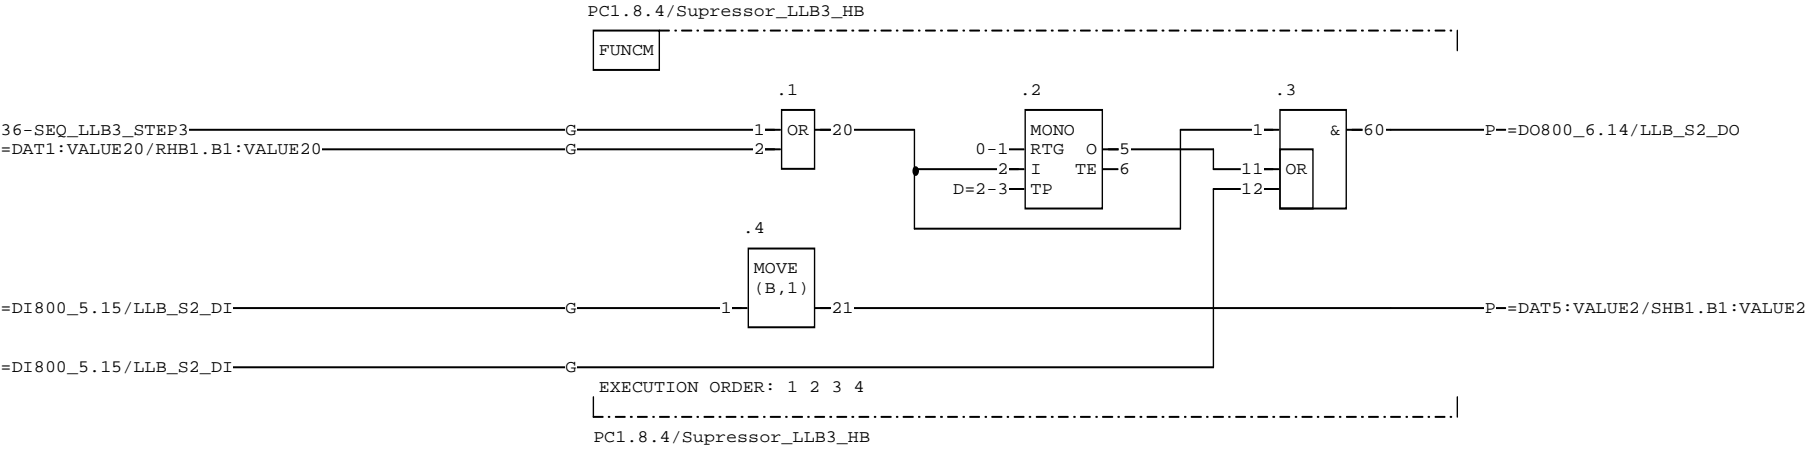 PC1.8.4/Supressor_LLB3_HB
FUNCM
.1 .2 .3
36-SEQ_LLB3_STEP3 G 1 OR 20 MONO 1 & 60 P =DO800_6.14/LLB_S2_DO
=DAT1:VALUE20/RHB1.B1:VALUE20 G 2 0-1 RTG O 5
2 I TE 6 11 OR
D=2-3 TP 12
.4
MOVE
(B,1)
=DI800_5.15/LLB_S2_DI G 1 21 P =DAT5:VALUE2/SHB1.B1:VALUE2
=DI800_5.15/LLB_S2_DI G
EXECUTION ORDER: 1 2 3 4
PC1.8.4/Supressor_LLB3_HB